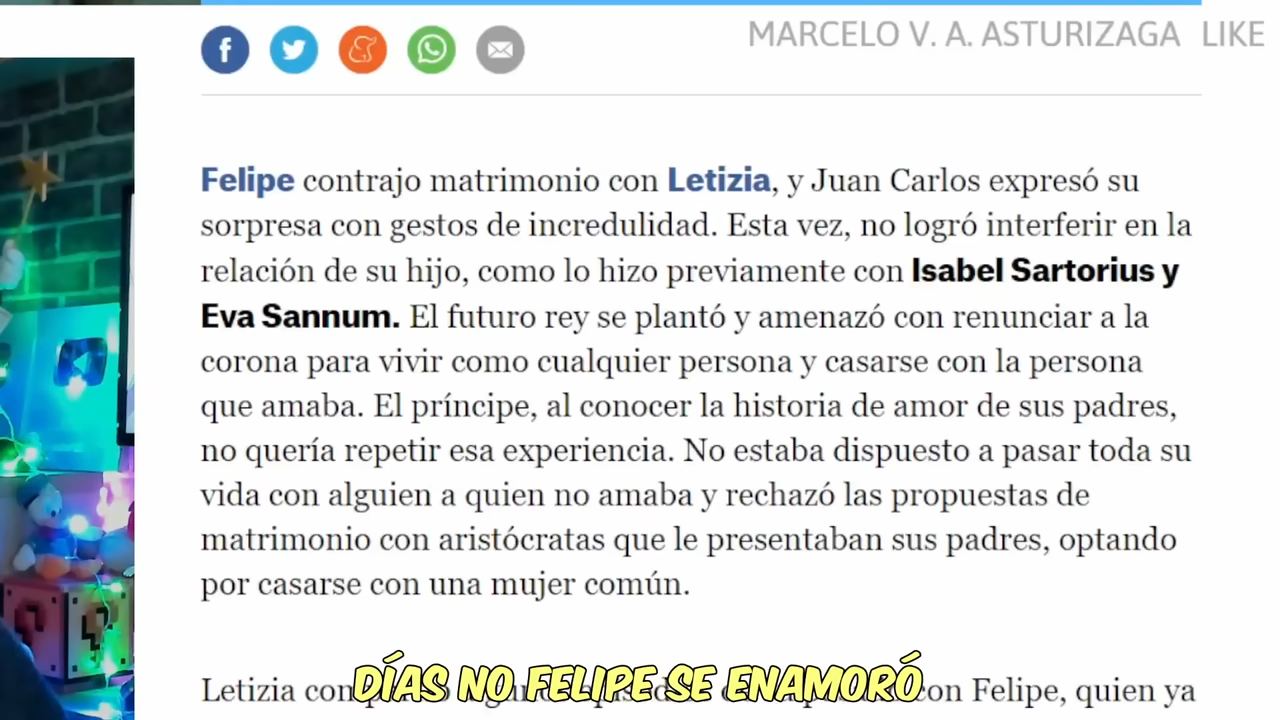 MARCELO V. A. ASTURIZAGA LIKE
Felipe contrajo matrimonio con Letizia, y Juan Carlos expresó su
sorpresa con gestos de incredulidad. Esta vez, no logró interferir en la
relación de su hijo, como lo hizo previamente con Isabel Sartorius y
Eva Sannum. El futuro rey se plantó y amenazó con renunciar a la
corona para vivir como cualquier persona y casarse con la persona
que amaba. El príncipe, al conocer la historia de amor de sus padres,
no quería repetir esa experiencia. No estaba dispuesto a pasar toda su
vida con alguien a quien no amaba y rechazó las propuestas de
matrimonio con aristócratas que le presentaban sus padres, optando
por casarse con una mujer común.
Letizia con Felipe, quien ya
DÍAS NO FELIPE SE ENAMORÓ